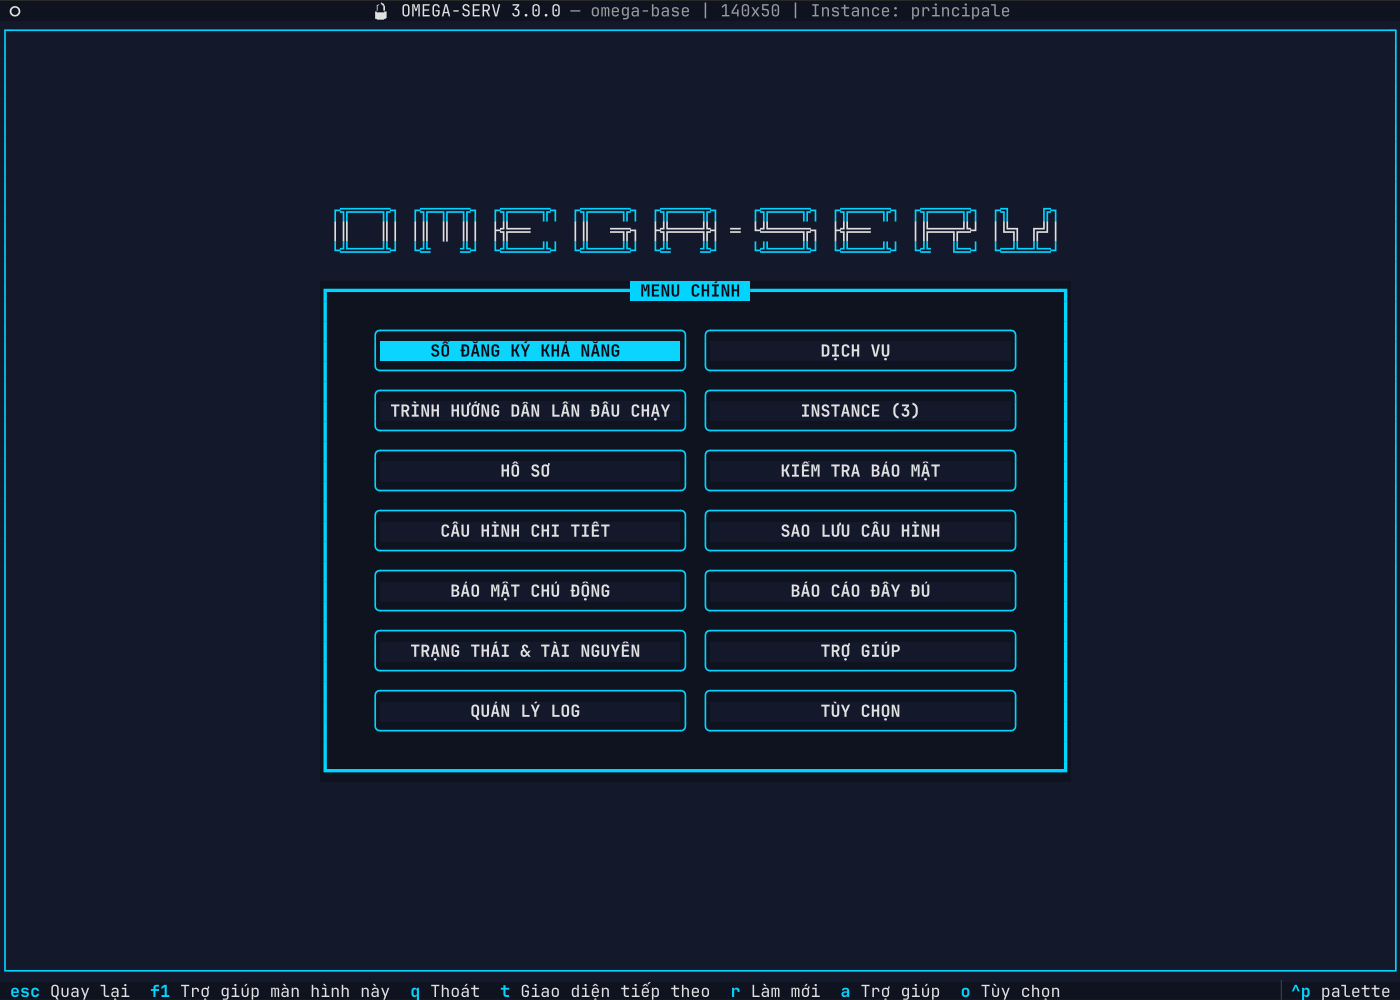 OMEGA-SERV 3.0.0 — omega-base | 140x50 | Instance: principale
OMEGA-SERV
MENU CHÍNH
SỔ ĐĂNG KÝ KHẢ NĂNG
DỊCH VỤ
TRÌNH HƯỚNG DẪN LẦN ĐẦU CHẠY
INSTANCE (3)
HỒ SƠ
KIỂM TRA BẢO MẬT
CẤU HÌNH CHI TIẾT
SAO LƯU CẤU HÌNH
BẢO MẬT CHỦ ĐỘNG
BÁO CÁO ĐẦY ĐỦ
TRẠNG THÁI & TÀI NGUYÊN
TRỢ GIÚP
QUẢN LÝ LOG
TÙY CHỌN
esc Quay lại f1 Trợ giúp màn hình này q Thoát t Giao diện tiếp theo r Làm mới a Trợ giúp o Tùy chọn ^p palette